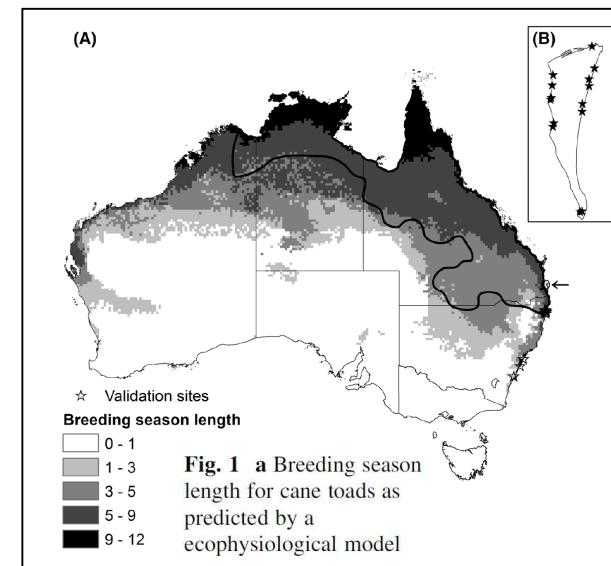 (A)
(B)
☆ Validation sites
Breeding season length
0 - 1
1 - 3
3 - 5
5 - 9
9 - 12
Fig. 1 a Breeding season
length for cane toads as
predicted by a
ecophysiological model